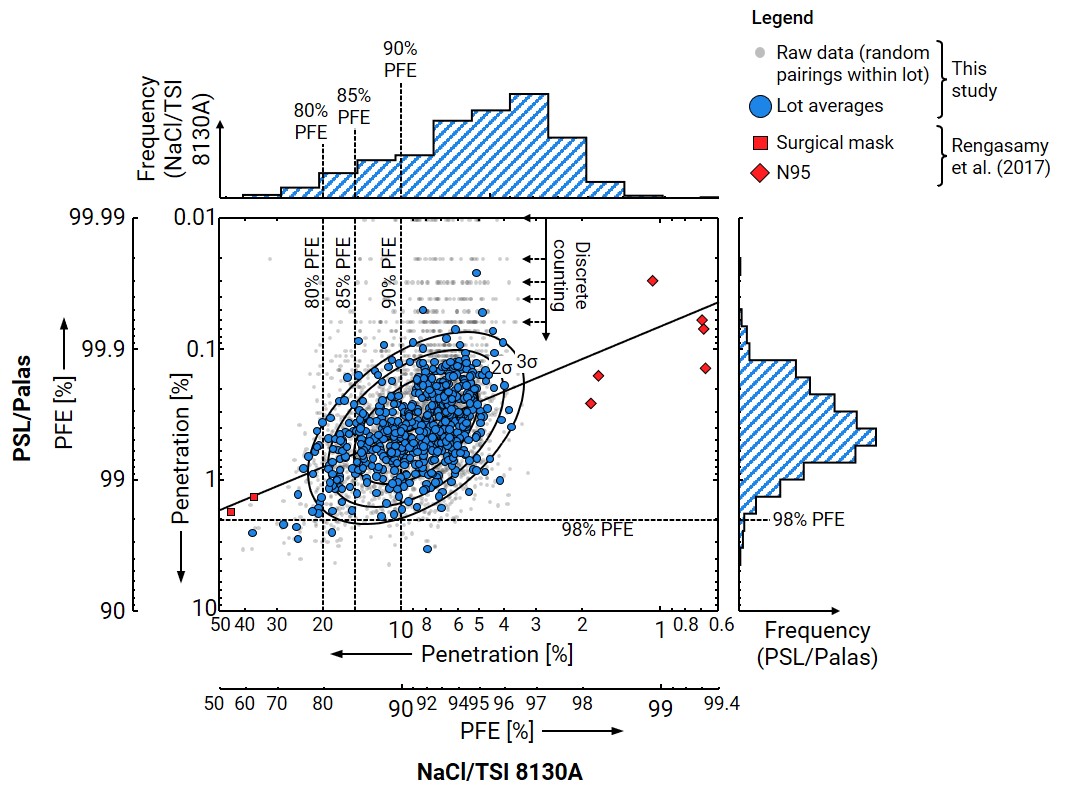 Legend
Raw data (random
pairings within lot)
Lot averages
This
study
Surgical mask
N95
Rengasamy
et al. (2017)
Frequency
(NaCl/TSI
8130A)
80%
PFE
85%
PFE
90%
PFE
99.99
99.9
99
90
PSL/Palas
PFE [%]
0.01
0.1
1
10
Penetration [%]
80% PFE
85% PFE
90% PFE
Discrete
counting
2σ
3σ
98% PFE
98% PFE
50 40 30 20 10 8 6 5 4 3 2 1 0.8 0.6
Penetration [%]
Frequency
(PSL/Palas)
50 60 70 80 90 92 94 95 96 97 98 99 99.4
PFE [%]
NaCl/TSI 8130A